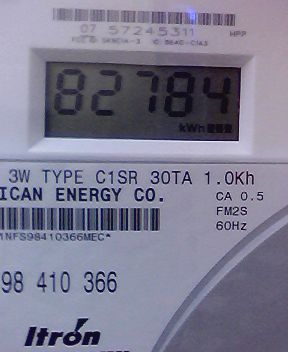 07 57245311
HPP
82784
kWh
3W TYPE C1SR 30TA 1.0Kh
ICAN ENERGY CO.
CA 0.5
FM2S
60Hz
1NFS98410366MEC*
98 410 366
Itron